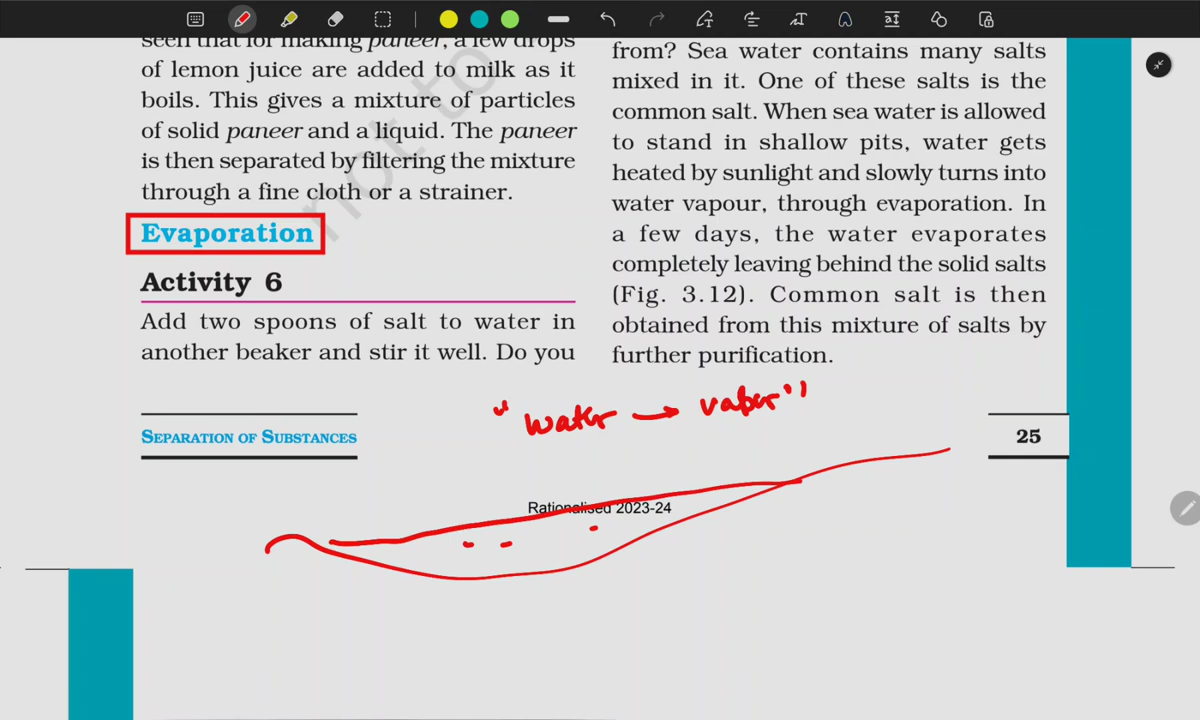 seen that for making paneer, a few drops
of lemon juice are added to milk as it
boils. This gives a mixture of particles
of solid paneer and a liquid. The paneer
is then separated by filtering the mixture
through a fine cloth or a strainer.
Evaporation
Activity 6
Add two spoons of salt to water in
another beaker and stir it well. Do you
from? Sea water contains many salts
mixed in it. One of these salts is the
common salt. When sea water is allowed
to stand in shallow pits, water gets
heated by sunlight and slowly turns into
water vapour, through evaporation. In
a few days, the water evaporates
completely leaving behind the solid salts
(Fig. 3.12). Common salt is then
obtained from this mixture of salts by
further purification.
not to
"water → vapor"
SEPARATION OF SUBSTANCES
25
Rationalised 2023-24